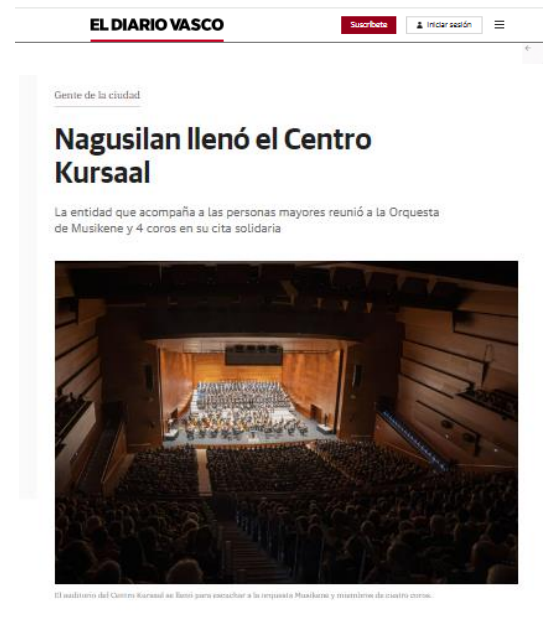 EL DIARIO VASCO
Suscríbete
Iniciar sesión
Gente de la ciudad
Nagusilan llenó el Centro
Kursaal
La entidad que acompaña a las personas mayores reunió a la Orquesta
de Musikene y 4 coros en su cita solidaria
El auditorio del Centro Kursaal se llenó para escuchar a la orquesta Musikene y miembros de cuatro coros.